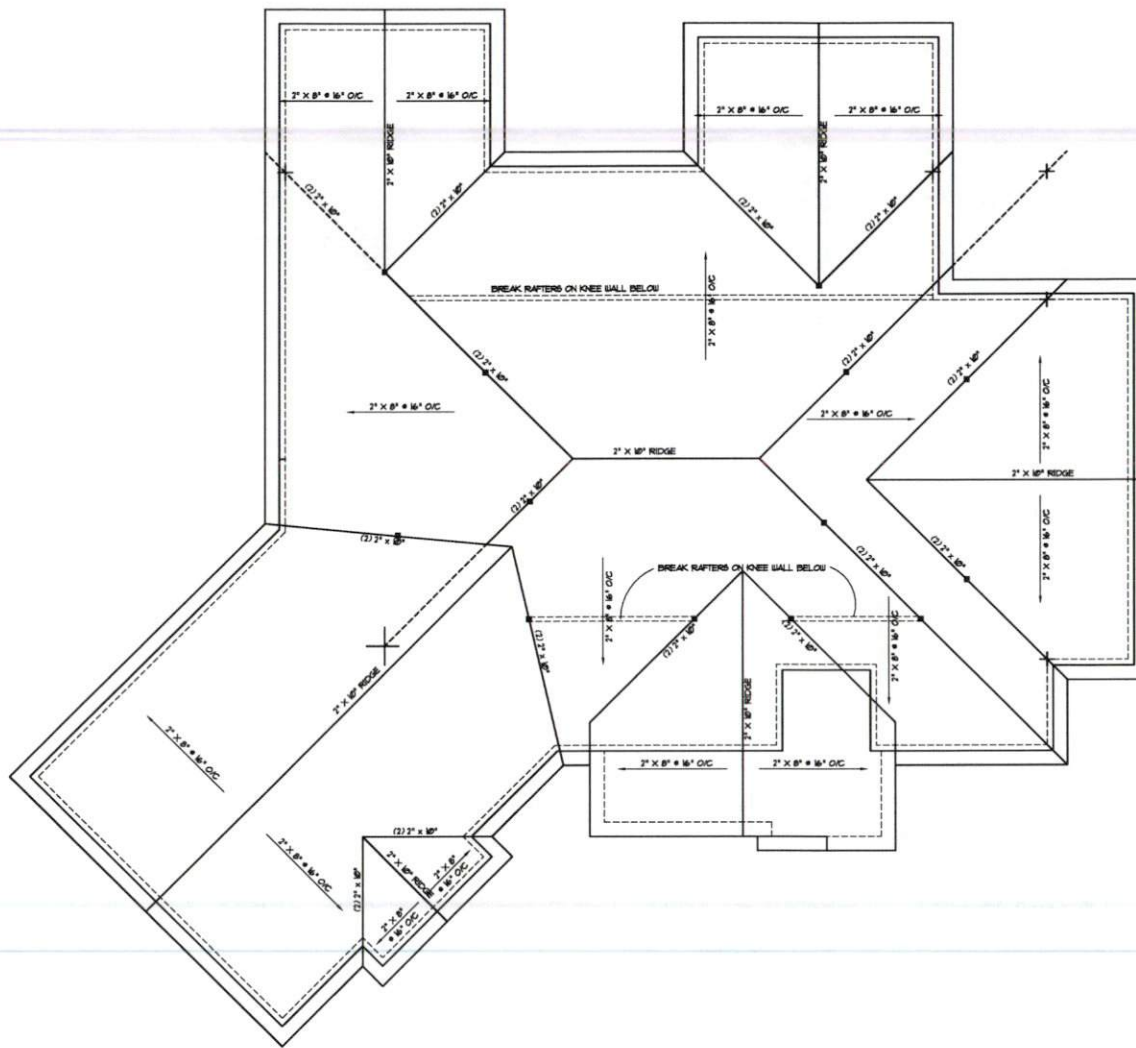 2" X 8" @ 16" O/C
2" X 8" @ 16" O/C
2" X 10" RIDGE
2" X 8" @ 16" O/C
2" X 8" @ 16" O/C
2" X 10" RIDGE
(2) 2" x 10"
(2) 2" x 10"
(2) 2" x 10"
(2) 2" x 10"
BREAK RAFTERS ON KNEE WALL BELOW
2" X 8" @ 16" O/C
(2) 2" x 10"
(2) 2" x 10"
(2) 2" x 10"
2" X 8" @ 16" O/C
2" X 8" @ 16" O/C
2" X 8" @ 16" O/C
2" X 10" RIDGE
2" X 10" RIDGE
(2) 2" x 10"
(2) 2" x 10"
2" X 8" @ 16" O/C
(2) 2" x 10"
BREAK RAFTERS ON KNEE WALL BELOW
2" X 8" @ 16" O/C
(2) 2" x 10"
2" X 8" @ 16" O/C
(2) 2" x 10"
(2) 2" x 10"
(2) 2" x 10"
2" X 10" RIDGE
2" X 10" RIDGE
2" X 8" @ 16" O/C
2" X 8" @ 16" O/C
2" X 8" @ 16" O/C
(2) 2" x 10"
2" X 8" @ 16" O/C
2" X 10" RIDGE
2" X 8"
@ 16" O/C
(2) 2" x 10"
2" X 8"
@ 16" O/C